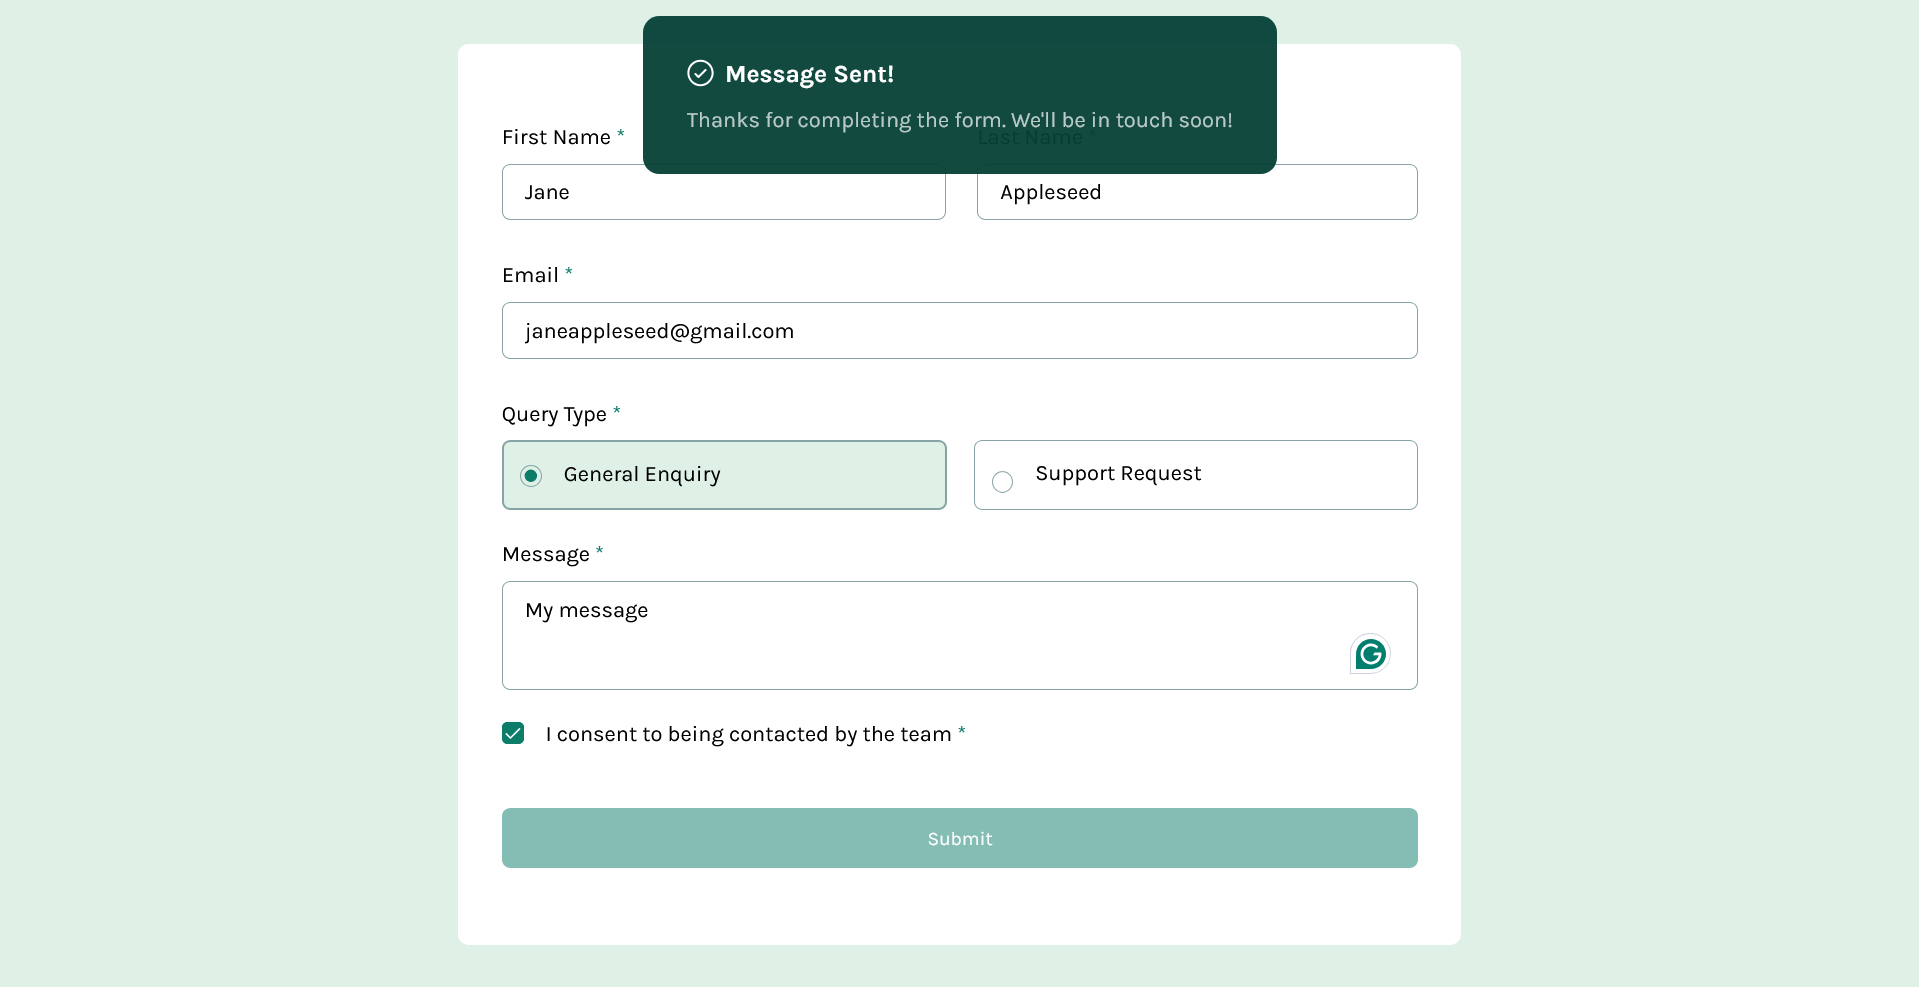 Message Sent!
Thanks for completing the form. We'll be in touch soon!
First Name *
Last Name *
Jane
Appleseed
Email *
janeappleseed@gmail.com
Query Type *
General Enquiry
Support Request
Message *
My message
G
I consent to being contacted by the team *
Submit